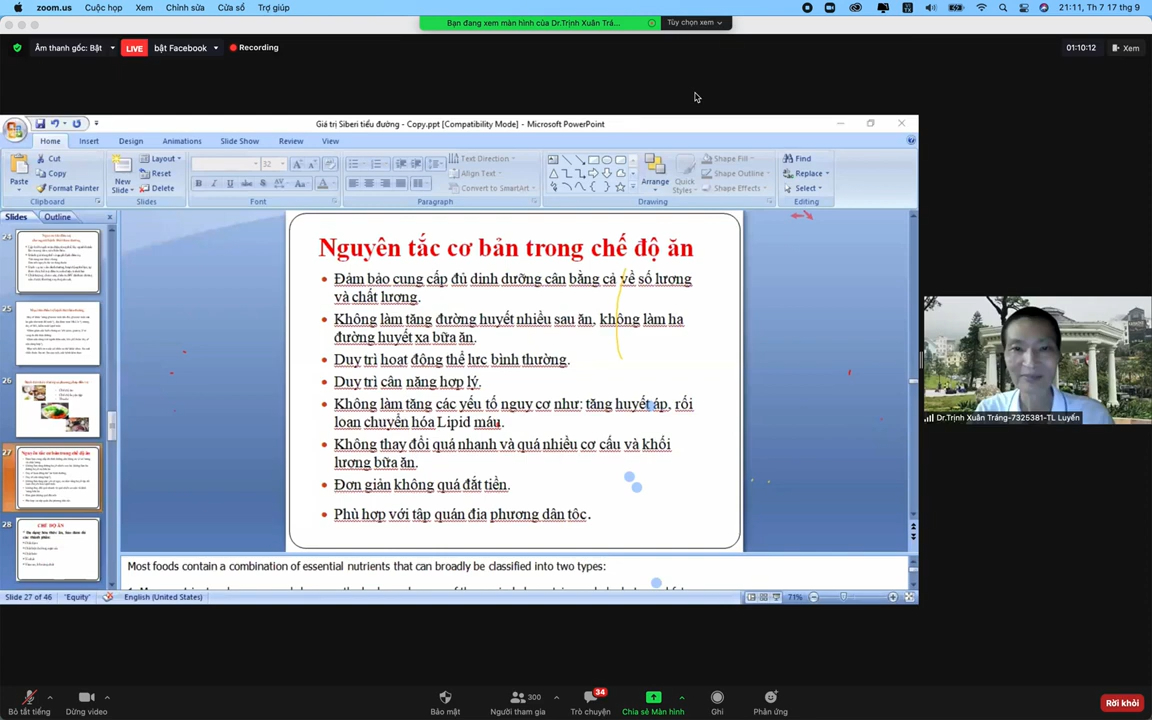 zoom.us Cuộc họp Xem Chỉnh sửa Cửa sổ Trợ giúp
21:11, Th 7 17 thg 9
Bạn đang xem màn hình của Dr.Trịnh Xuân Trán...
Tùy chọn xem
Âm thanh gốc: Bật
LIVE bật Facebook
Recording
01:10:12
Xem
Giá trị Siberi tiểu đường - Copy.ppt [Compatibility Mode] - Microsoft PowerPoint
Home Insert Design Animations Slide Show Review View
Paste
Cut
Copy
Format Painter
Clipboard
New
Slide
Layout
Reset
Delete
Slides
32
Font
Text Direction
Align Text
Convert to SmartArt
Paragraph
Arrange
Quick
Styles
Shape Fill
Shape Outline
Shape Effects
Drawing
Find
Replace
Select
Editing
Slides Outline
24
25
26
27
28
CHẾ ĐỘ ĂN
Nguyên tắc cơ bản trong chế độ ăn
• Đảm bảo cung cấp đủ dinh dưỡng cân bằng cả về số lượng
và chất lượng.
• Không làm tăng đường huyết nhiều sau ăn, không làm hạ
đường huyết xa bữa ăn.
• Duy trì hoạt động thể lực bình thường.
• Duy trì cân nặng hợp lý.
• Không làm tăng các yếu tố nguy cơ như: tăng huyết áp, rối
loạn chuyển hóa Lipid máu.
• Không thay đổi quá nhanh và quá nhiều cơ cấu và khối
lượng bữa ăn.
• Đơn giản không quá đắt tiền.
• Phù hợp với tập quán địa phương dân tộc.
Most foods contain a combination of essential nutrients that can broadly be classified into two types:
Slide 27 of 46
"Equity"
English (United States)
71%
Dr.Trịnh Xuân Tráng-7325381-TL Luyến
Bỏ tắt tiếng
Dừng video
Bảo mật
300
Người tham gia
34
Trò chuyện
Chia sẻ Màn hình
Ghi
Phản ứng
Rời khỏi